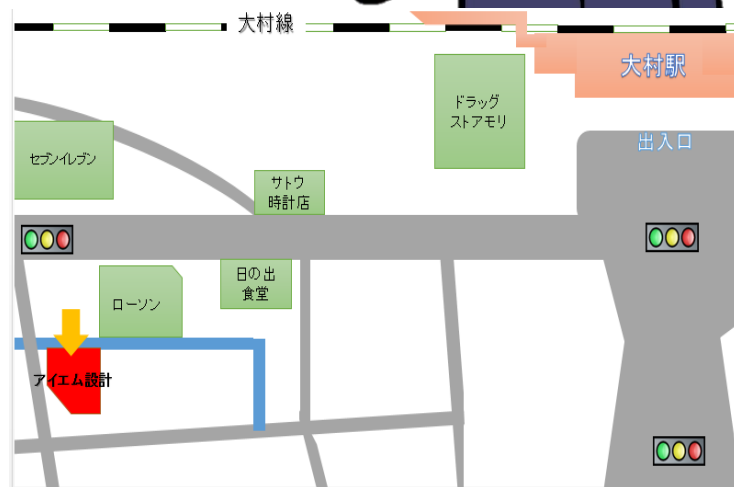 大村線
大村駅
ドラッグ
ストアモリ
出入口
セブンイレブン
サトウ
時計店
日の出
食堂
ローソン
アイエム設計